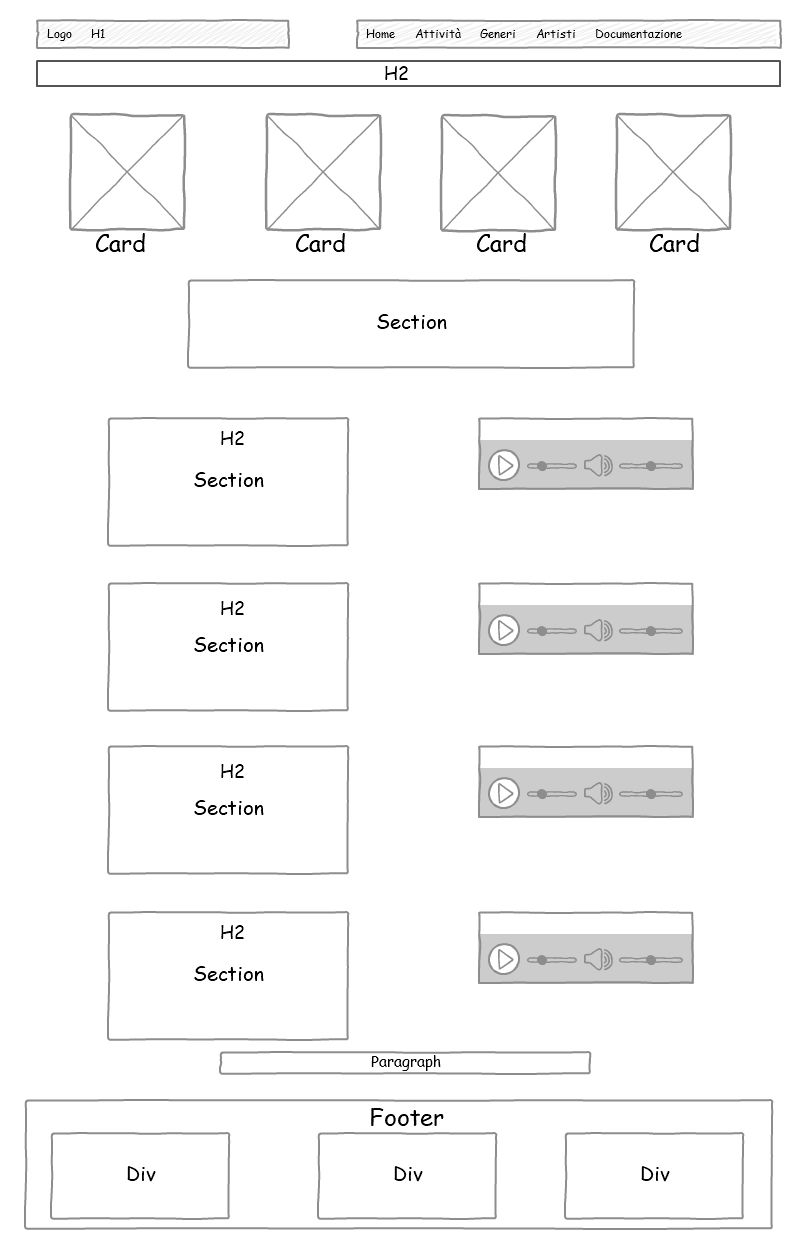 Logo H1 Home Attività Generi Artisti Documentazione
H2
Card Card Card Card
Section
H2
Section
H2
Section
H2
Section
H2
Section
Paragraph
Footer
Div Div Div